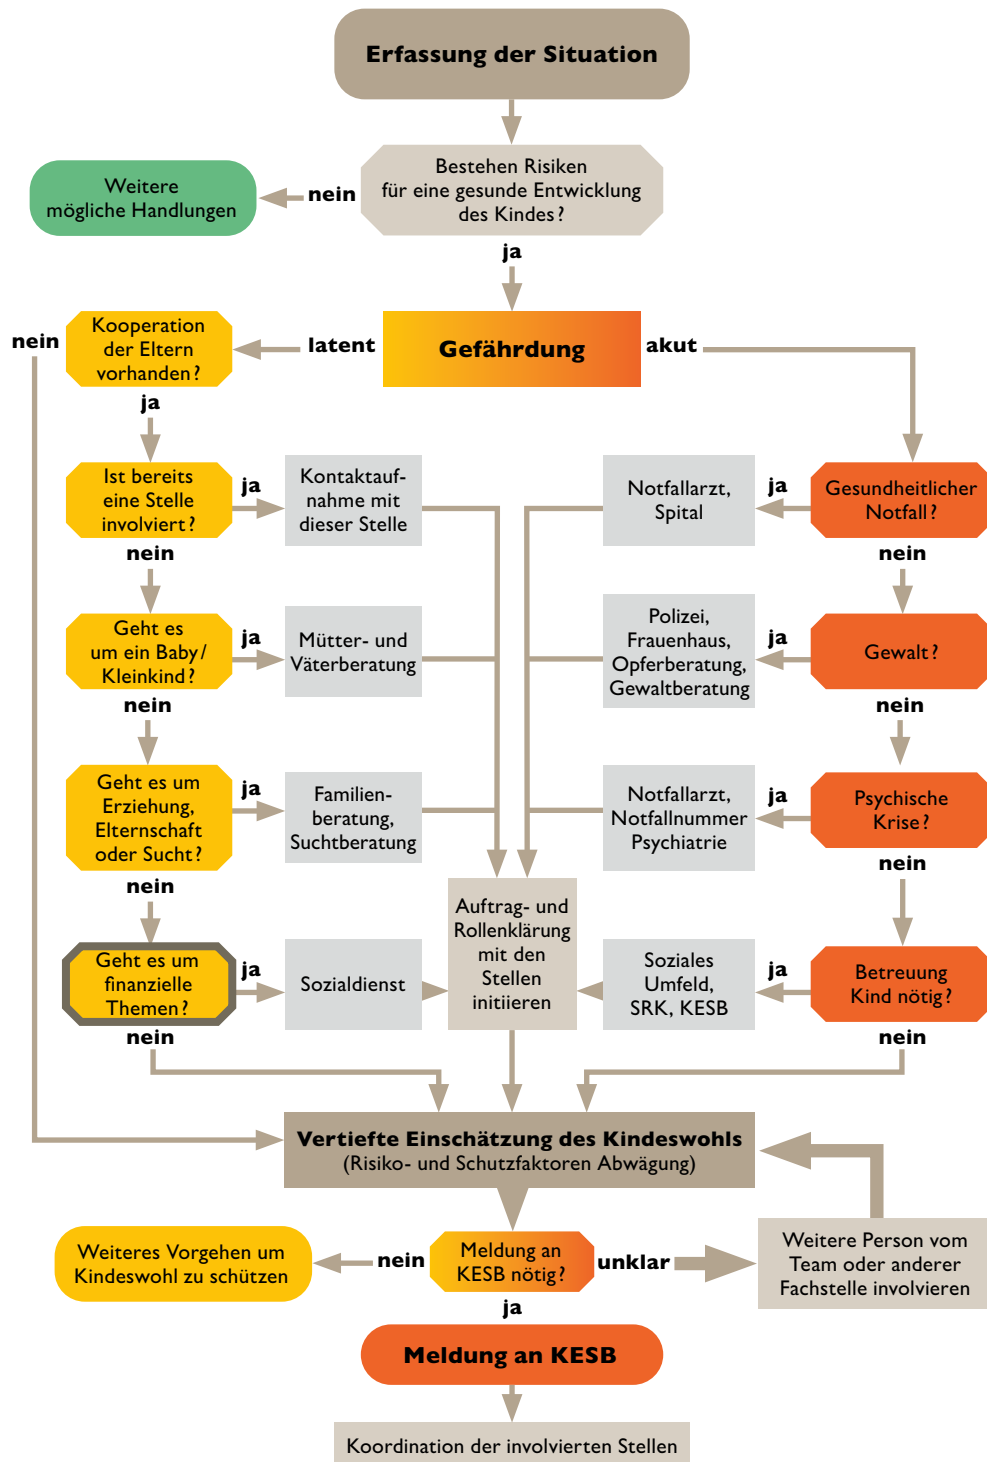 Erfassung der Situation
Bestehen Risiken
für eine gesunde Entwicklung
des Kindes?
nein
Weitere
mögliche Handlungen
ja
Gefährdung
latent
akut
Kooperation
der Eltern
vorhanden?
nein
ja
Ist bereits
eine Stelle
involviert?
ja
Kontaktauf-
nahme mit
dieser Stelle
nein
Geht es
um ein Baby/
Kleinkind?
ja
Mütter- und
Väterberatung
nein
Geht es um
Erziehung,
Elternschaft
oder Sucht?
ja
Familien-
beratung,
Suchtberatung
nein
Geht es um
finanzielle
Themen?
ja
Sozialdienst
nein
Gesundheitlicher
Notfall?
ja
Notfallarzt,
Spital
nein
Gewalt?
ja
Polizei,
Frauenhaus,
Opferberatung,
Gewaltberatung
nein
Psychische
Krise?
ja
Notfallarzt,
Notfallnummer
Psychiatrie
nein
Betreuung
Kind nötig?
ja
Soziales
Umfeld,
SRK, KESB
nein
Auftrag- und
Rollenklärung
mit den
Stellen
initiieren
Vertiefte Einschätzung des Kindeswohls
(Risiko- und Schutzfaktoren Abwägung)
Meldung an
KESB nötig?
nein
Weiteres Vorgehen um
Kindeswohl zu schützen
unklar
Weitere Person vom
Team oder anderer
Fachstelle involvieren
ja
Meldung an KESB
Koordination der involvierten Stellen